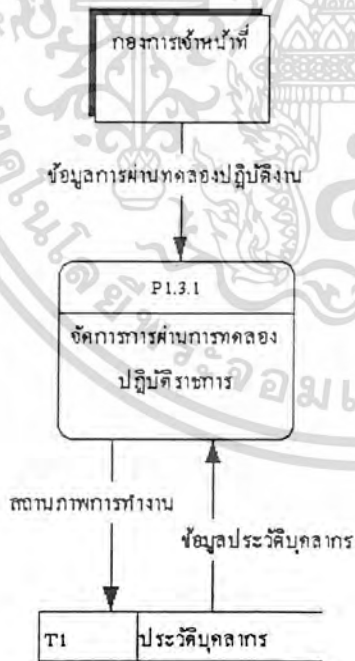 กองการเจ้าหน้าที่
ข้อมูลการผ่านทดลองปฏิบัติงาน
P1.3.1
จัดการการผ่านการทดลอง
ปฏิบัติราชการ
สถานภาพการทำงาน
ข้อมูลประวัติบุคลากร
T1 ประวัติบุคลากร